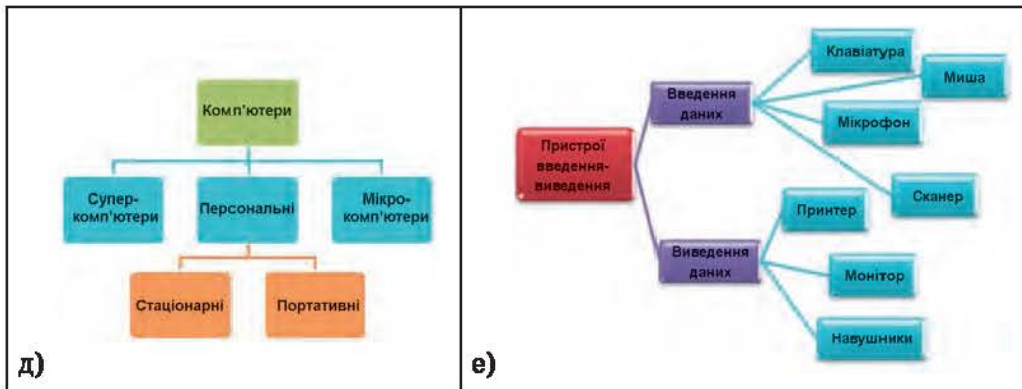 Комп'ютери
Супер-
комп'ютери
Персональні
Мікро-
комп'ютери
Стаціонарні
Портативні
д)
Пристрої
введення-
виведення
Введення
даних
Клавіатура
Миша
Мікрофон
Сканер
Виведення
даних
Принтер
Монітор
Навушники
е)